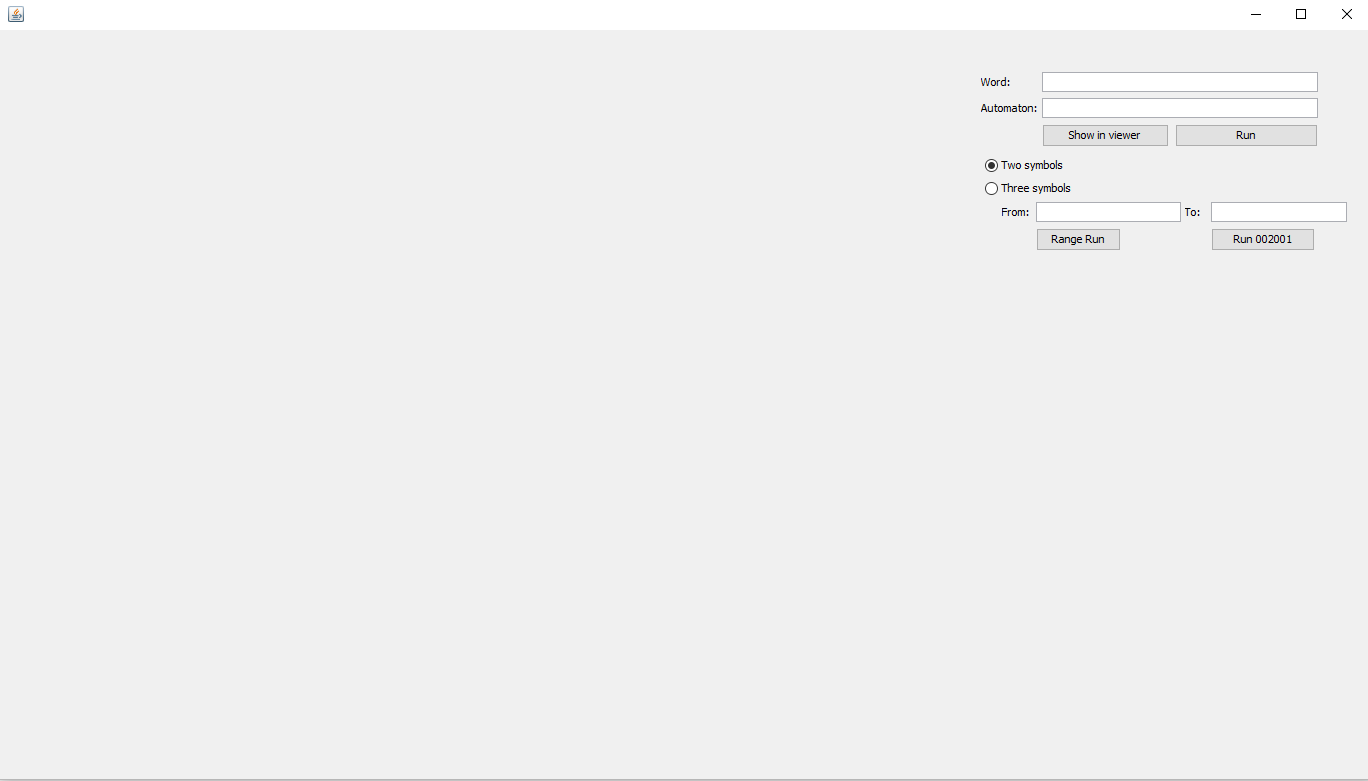 Word:
Automaton:
Show in viewer Run
Two symbols
Three symbols
From: To:
Range Run Run 002001